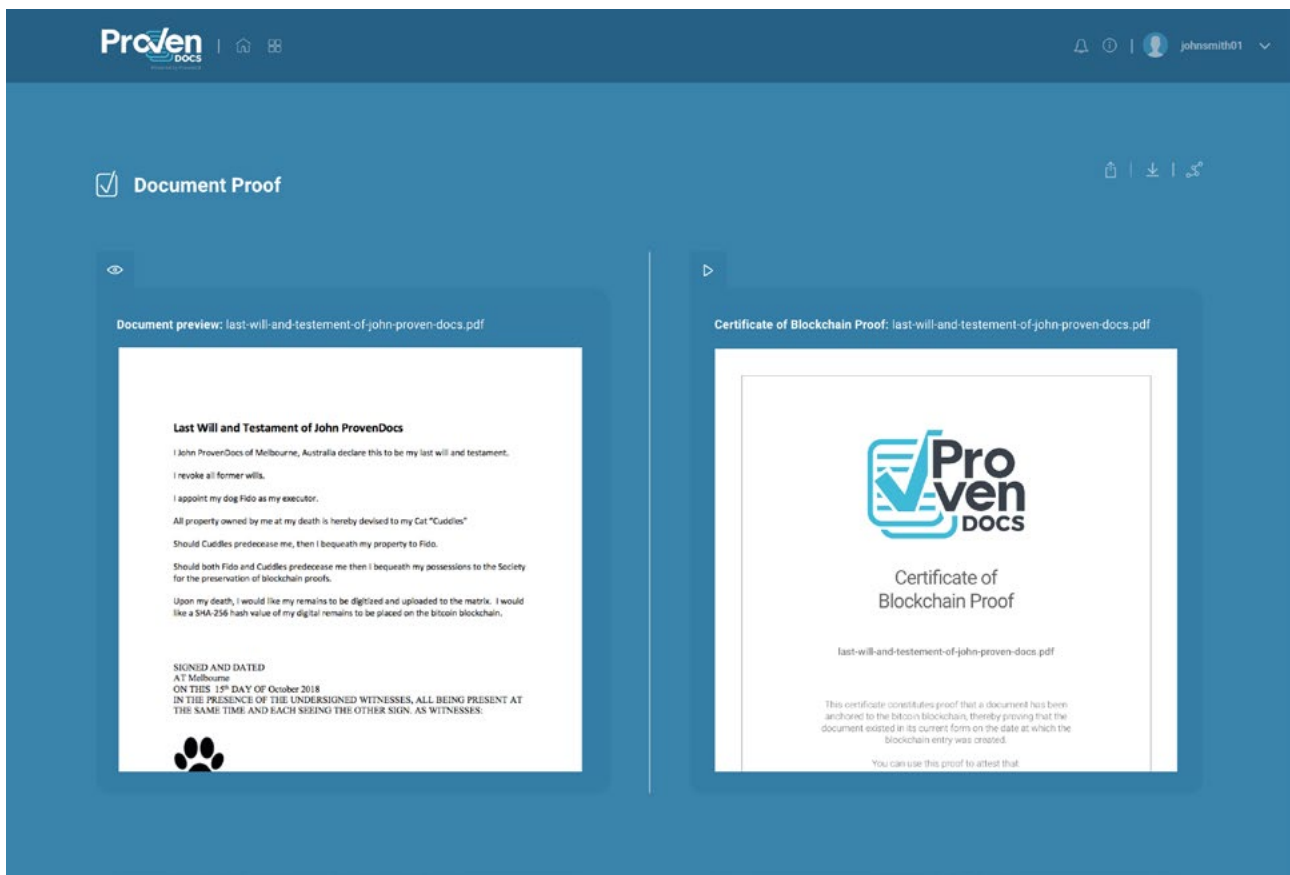 Proven
DOCS
johnsmith01
Document Proof
Document preview: last-will-and-testement-of-john-proven-docs.pdf
Last Will and Testament of John ProvenDocs
I John ProvenDocs of Melbourne, Australia declare this to be my last will and testament.
I revoke all former wills.
I appoint my dog Fido as my executor.
All property owned by me at my death is hereby devised to my Cat "Cuddles"
Should Cuddles predecease me, then I bequeath my property to Fido.
Should both Fido and Cuddles predecease me then I bequeath my possessions to the Society
for the preservation of blockchain proofs.
Upon my death, I would like my remains to be digitized and uploaded to the matrix. I would
like a SHA-256 hash value of my digital remains to be placed on the bitcoin blockchain.
SIGNED AND DATED
AT Melbourne
ON THIS 15th DAY OF October 2018
IN THE PRESENCE OF THE UNDERSIGNED WITNESSES, ALL BEING PRESENT AT
THE SAME TIME AND EACH SEEING THE OTHER SIGN. AS WITNESSES:
Certificate of Blockchain Proof: last-will-and-testement-of-john-proven-docs.pdf
Pro
ven
DOCS
Certificate of
Blockchain Proof
last-will-and-testement-of-john-proven-docs.pdf
This certificate constitutes proof that a document has been
anchored to the bitcoin blockchain, thereby proving that the
document existed in its current form on the date at which the
blockchain entry was created.
You can use this proof to attest that